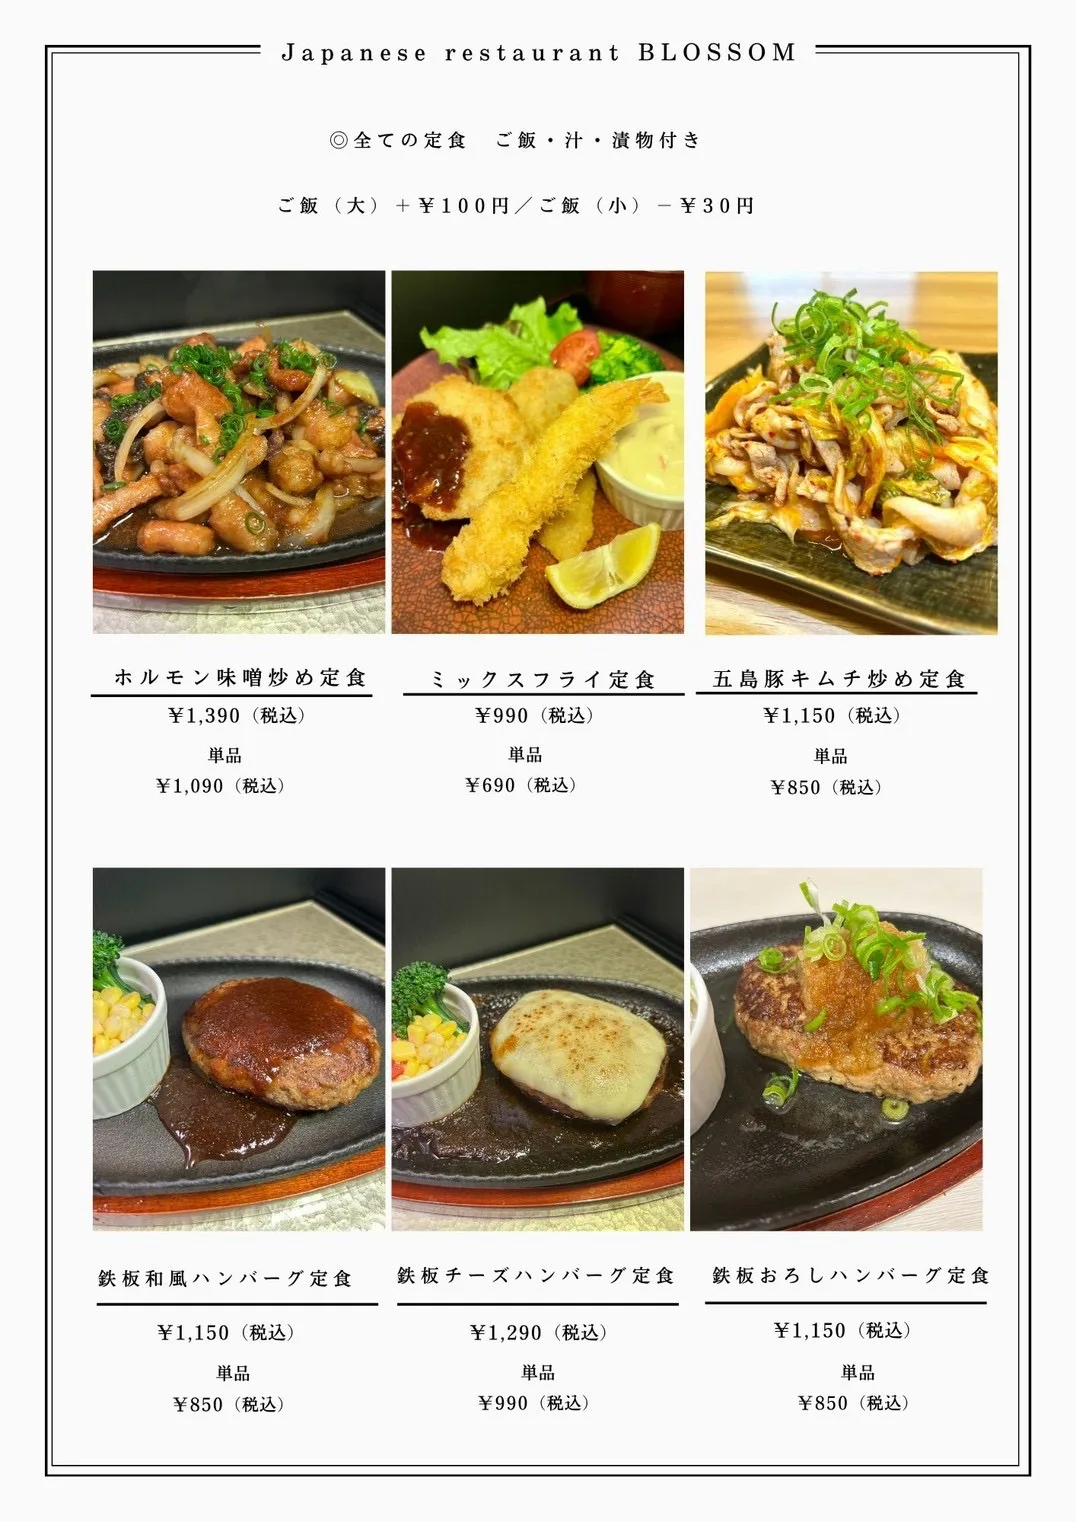 Japanese restaurant BLOSSOM
◎全ての定食　ご飯・汁・漬物付き
ご飯（大）＋¥100円／ご飯（小）－¥30円
ホルモン味噌炒め定食
¥1,390（税込）
単品
¥1,090（税込）
ミックスフライ定食
¥990（税込）
単品
¥690（税込）
五島豚キムチ炒め定食
¥1,150（税込）
単品
¥850（税込）
鉄板和風ハンバーグ定食
¥1,150（税込）
単品
¥850（税込）
鉄板チーズハンバーグ定食
¥1,290（税込）
単品
¥990（税込）
鉄板おろしハンバーグ定食
¥1,150（税込）
単品
¥850（税込）